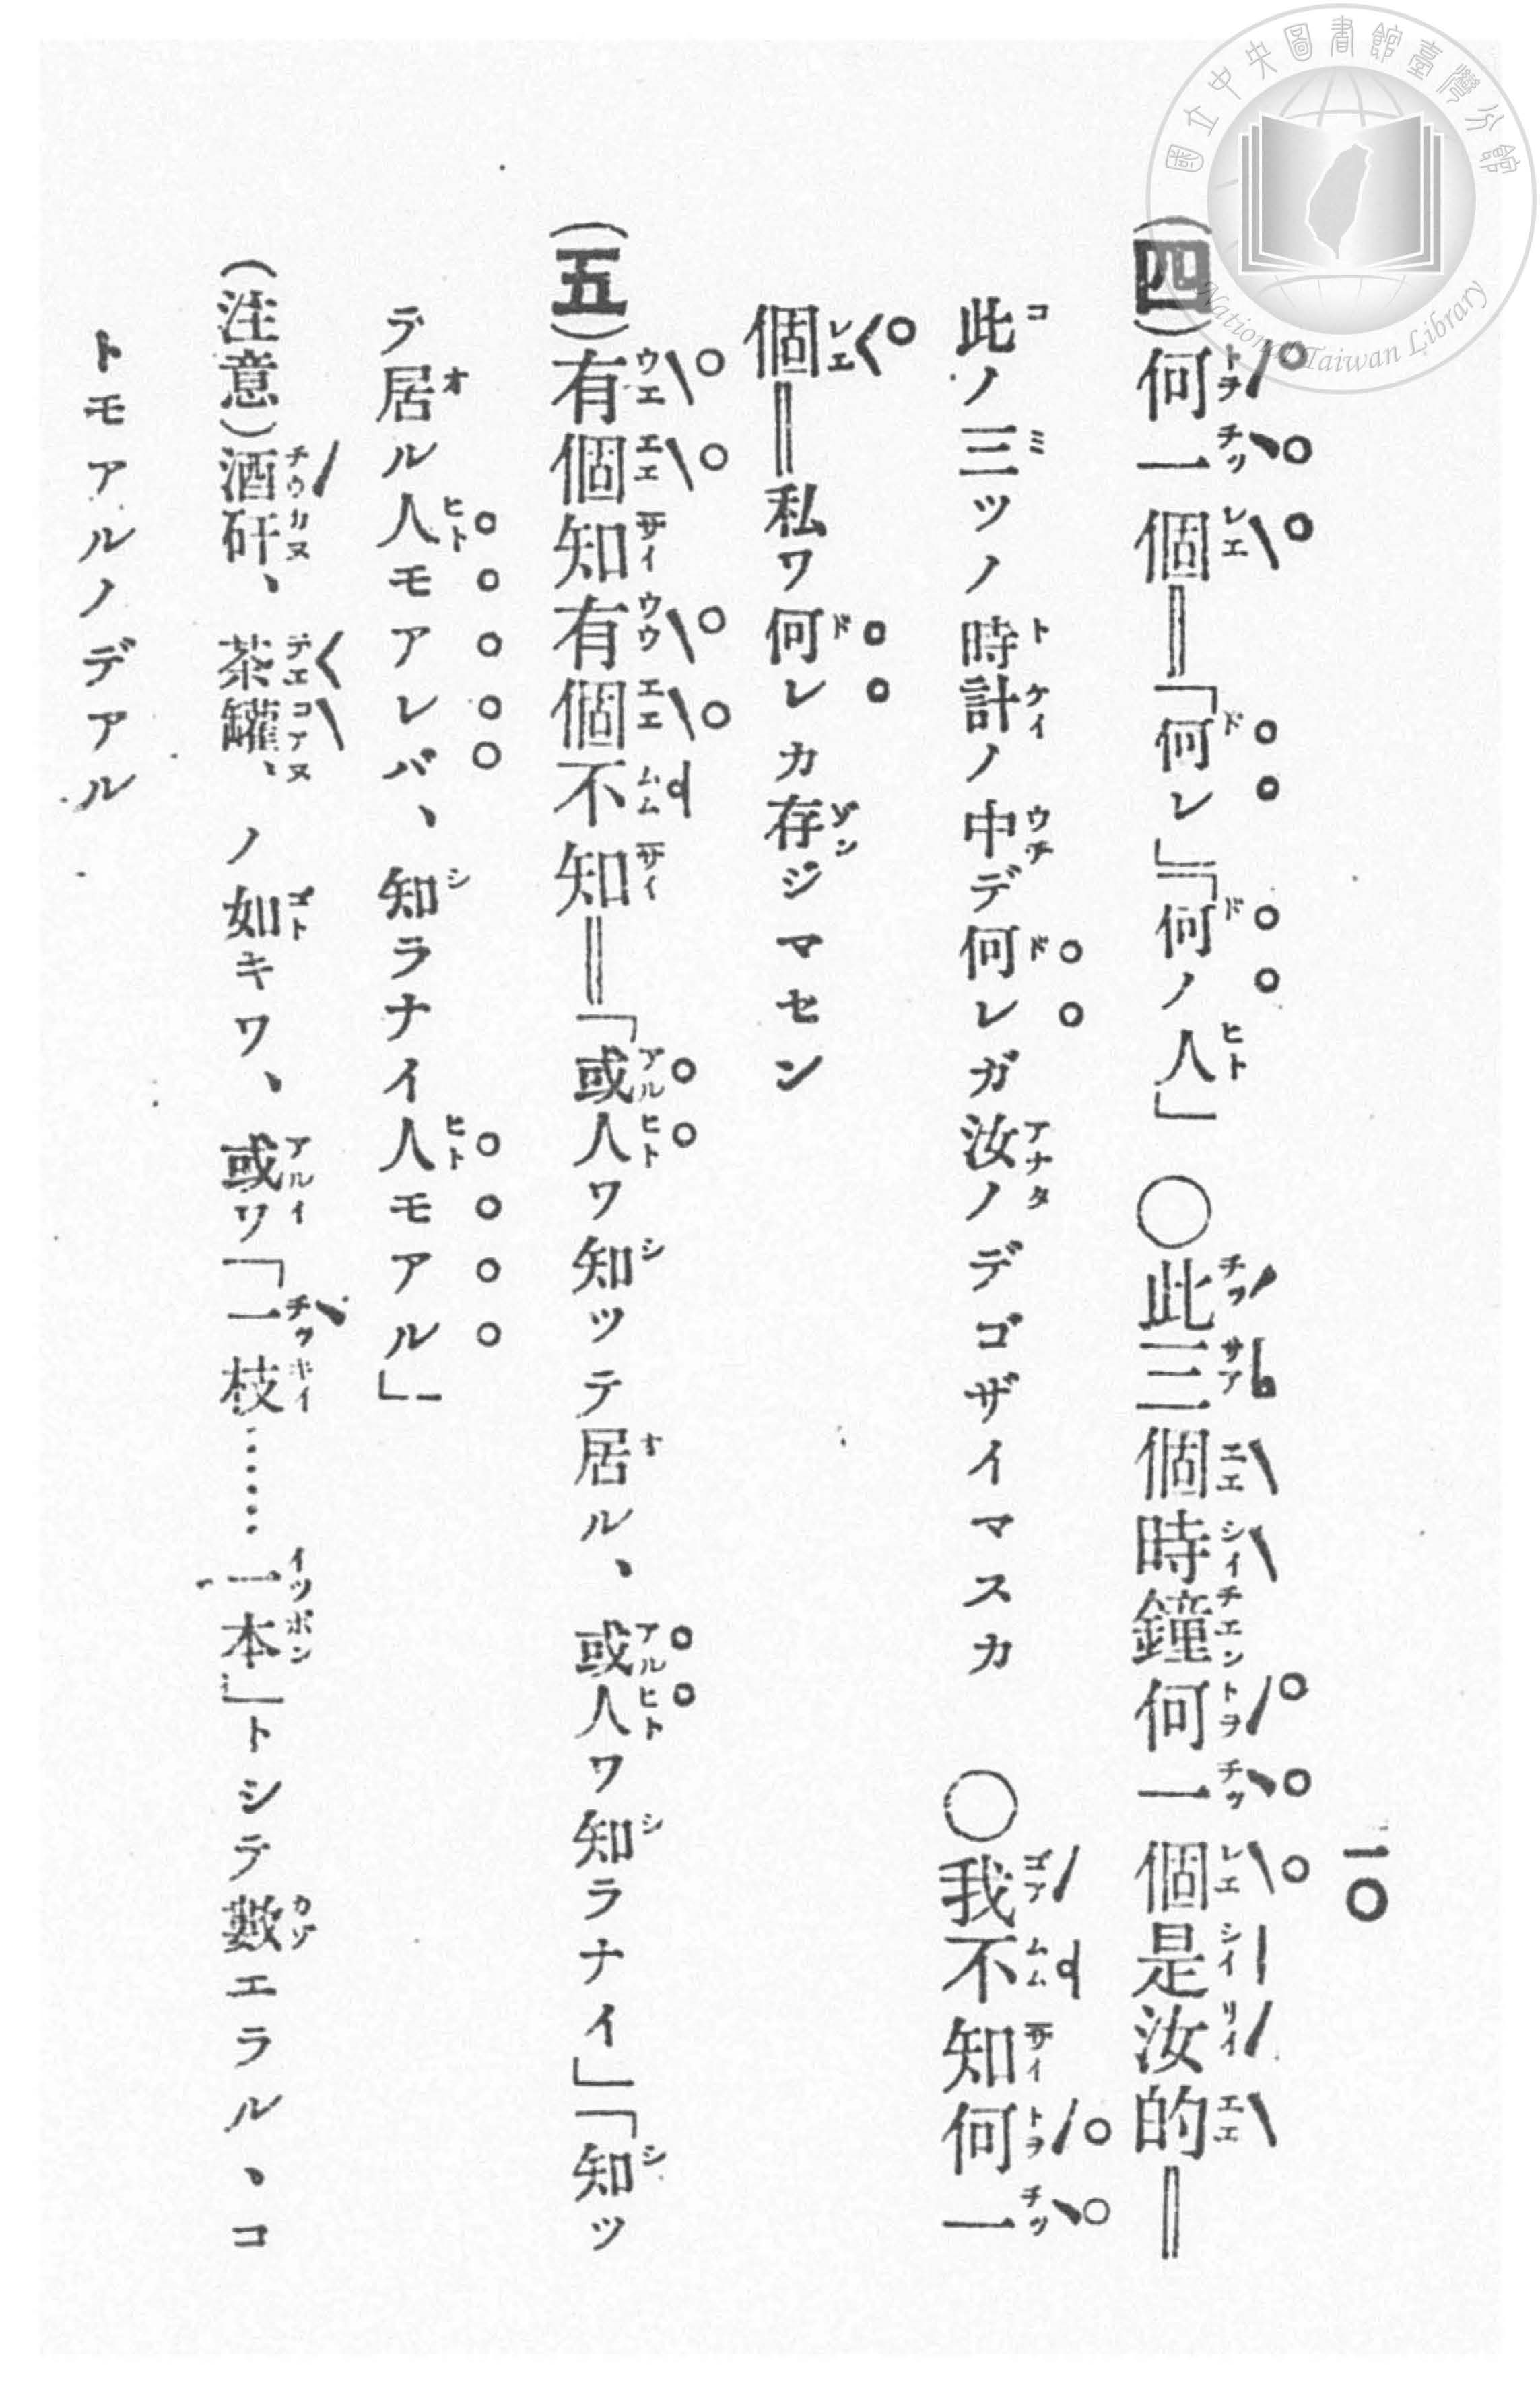 國立中央圖書館臺灣分館
National Taiwan Library
一〇
(四)何一個＝「何レ」「何ノ人」 ○此三個時鐘何一個是汝的＝
此ノ三ツノ時計ノ中デ何レガ汝ノデゴザイマスカ ○我不知何一
個＝私ワ何レカ存ジマセン
(五)有個知有個不知＝「或人ワ知ッテ居ル、或人ワ知ラナイ」「知ッ
テ居ル人モアレバ、知ラナイ人モアル」
(注意)酒矸、茶罐、ノ如キワ、或ワ「一枝……一本」トシテ數エラル、コ
トモアルノデアル